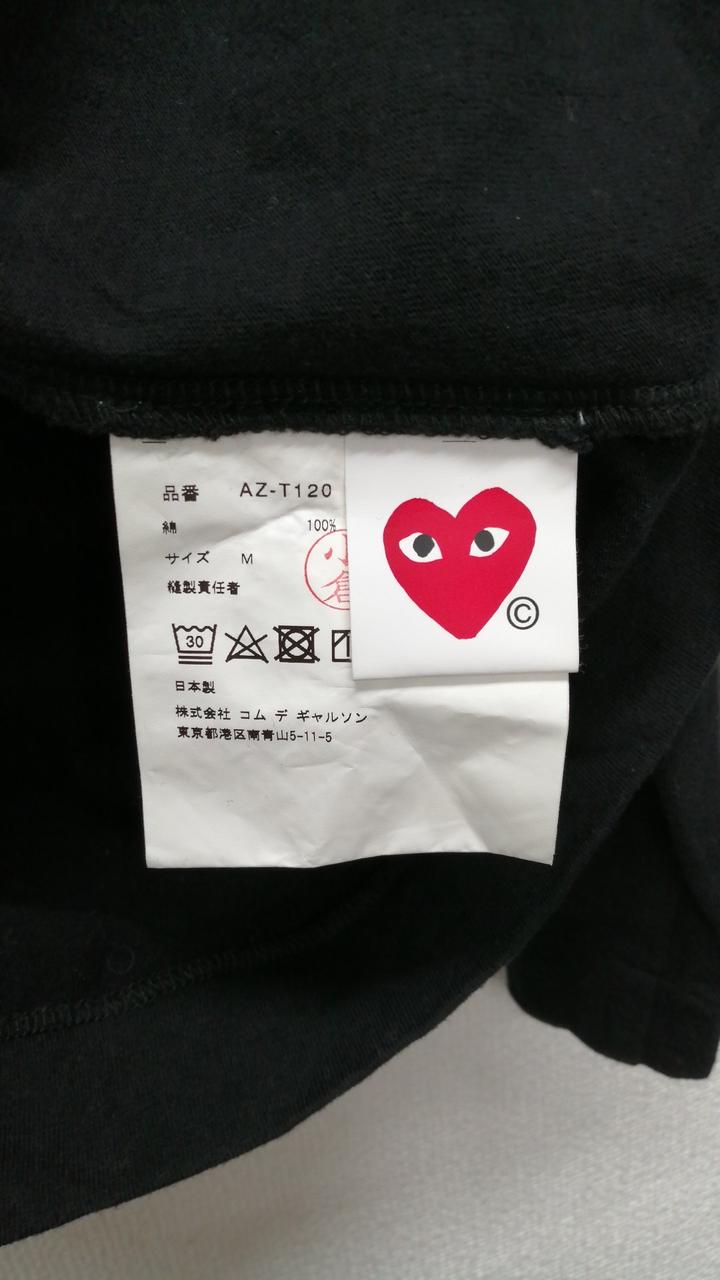 品番 AZ-T120
綿 100%
サイズ M
縫製責任者
小倉
30
日本製
株式会社 コム デ ギャルソン
東京都港区南青山5-11-5
©